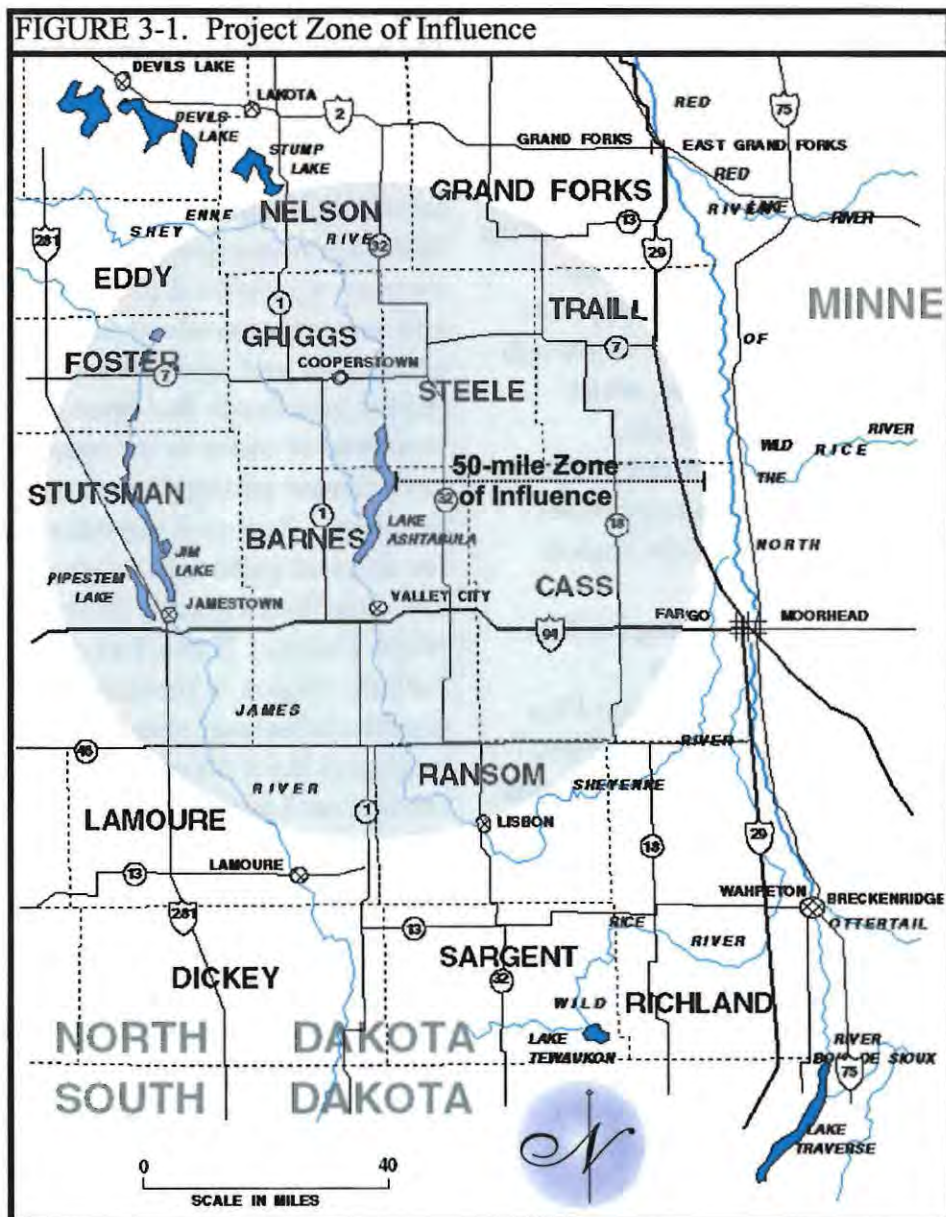 FIGURE 3-1. Project Zone of Influence
DEVILS LAKE
LAKOTA
2
RED
75
DEVILS
LAKE
STUMP
LAKE
GRAND FORKS
EAST GRAND FORKS
RED
LAKE
RIVER
RIVER
GRAND FORKS
13
ENNE
SHEY
NELSON
RIVE
32
281
29
EDDY
1
TRAILL
MINNE
GRIGGS
OF
FOSTER
7
COOPERSTOWN
7
STEELE
WILD RICE RIVER
THE
50-mile Zone
of Influence
STUTSMAN
1
32
18
BARNES
LAKE
ASHTABULA
NORTH
JIM
LAKE
PIPESTEM
LAKE
CASS
JAMESTOWN
VALLEY CITY
FARGO
MOORHEAD
94
JAMES
46
RIVER
RANSOM
RIVER
SHEYENNE
LAMOURE
1
LISBON
29
18
13
LAMOURE
WAHPETON
BRECKENRIDGE
281
OTTERTAIL
13
RICE
RIVER
SARGENT
DICKEY
32
WILD
RICHLAND
NORTH DAKOTA
LAKE
TEWAUKON
RIVER
BOIS DE SIOUX
75
SOUTH DAKOTA
LAKE
TRAVERSE
N
0
40
SCALE IN MILES